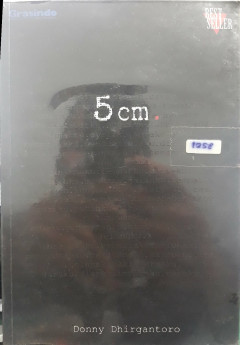 Grasindo
BEST
SELLER
5 cm.
Donny Dhirgantoro